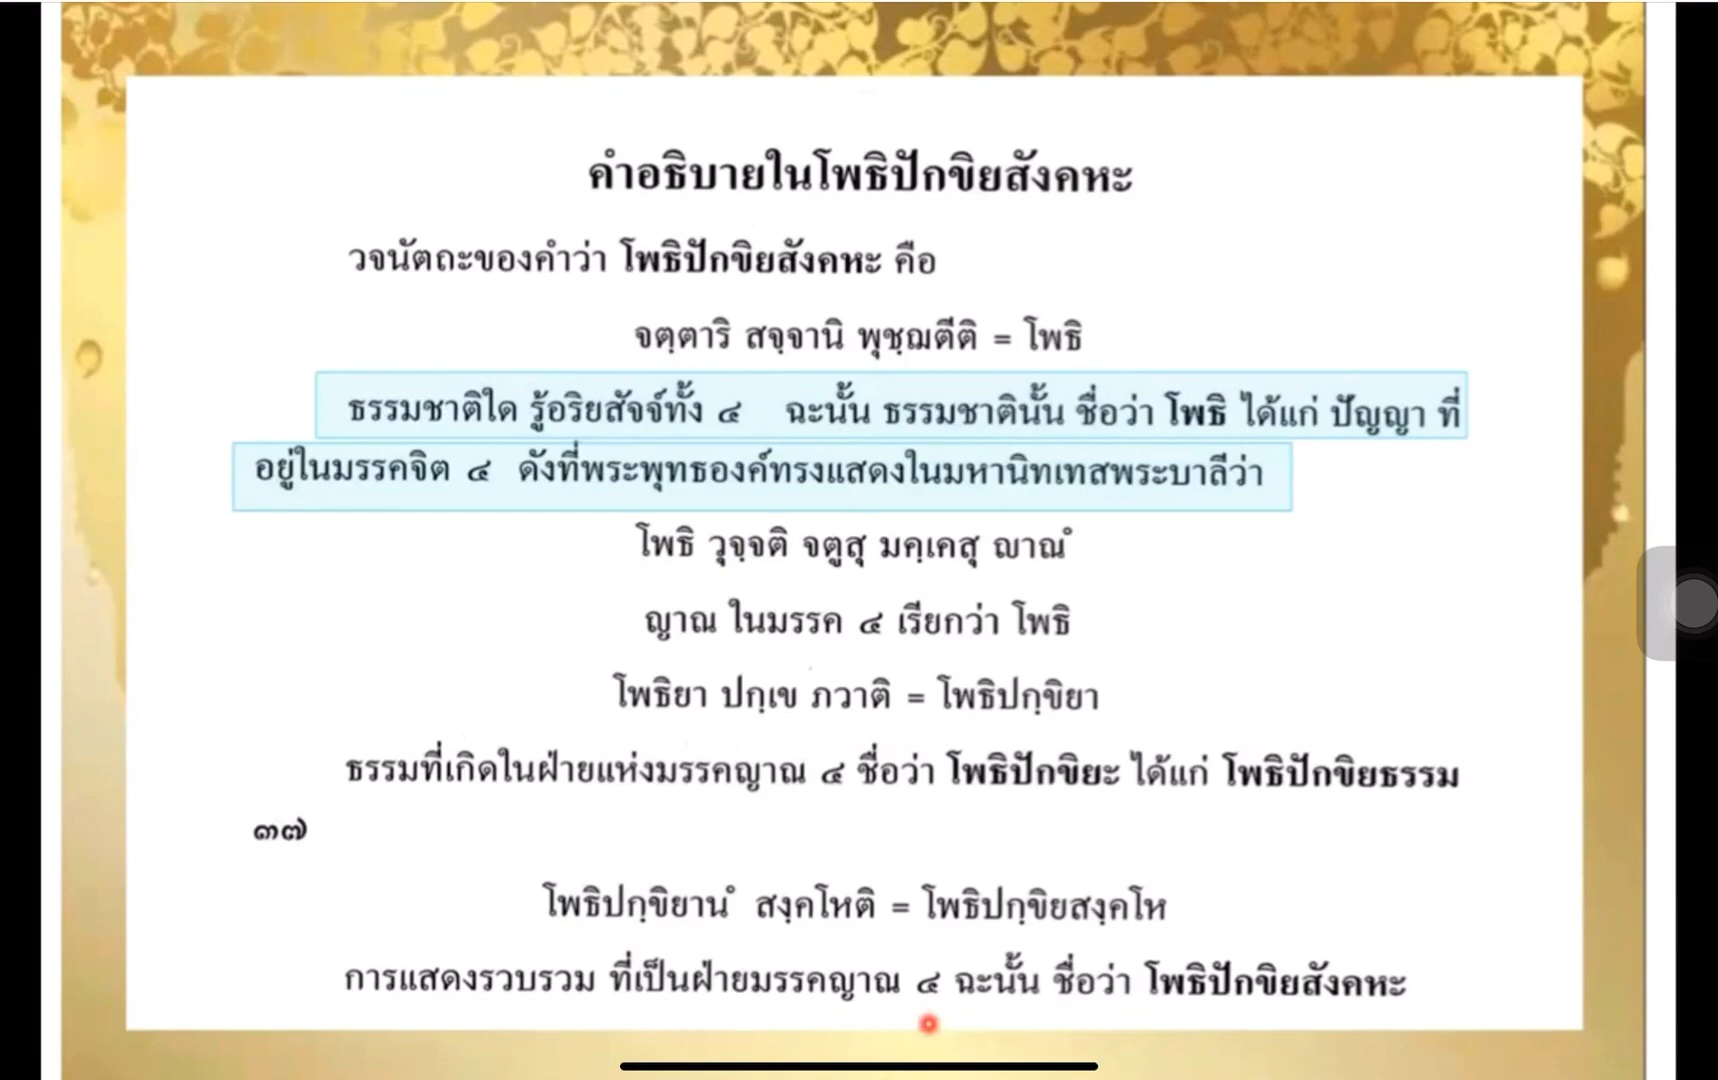 คำอธิบายในโพธิปักขิยสังคหะ
วจนัตถะของคำว่า โพธิปักขิยสังคหะ คือ
จตฺตาริ สจฺจานิ พุชฺฌตีติ = โพธิ
ธรรมชาติใด รู้อริยสัจจ์ทั้ง ๔ ฉะนั้น ธรรมชาตินั้น ชื่อว่า โพธิ ได้แก่ ปัญญา ที่
อยู่ในมรรคจิต ๔ ดังที่พระพุทธองค์ทรงแสดงในมหานิทเทสพระบาลีว่า
โพธิ วุจฺจติ จตูสุ มคฺเคสุ ญาณํ
ญาณ ในมรรค ๔ เรียกว่า โพธิ
โพธิยา ปกฺเข ภวาติ = โพธิปกฺขิยา
ธรรมที่เกิดในฝ่ายแห่งมรรคญาณ ๔ ชื่อว่า โพธิปักขิยะ ได้แก่ โพธิปักขิยธรรม
๓๗
โพธิปกฺขิยานํ สงฺคโหติ = โพธิปกฺขิยสงฺคโห
การแสดงรวบรวม ที่เป็นฝ่ายมรรคญาณ ๔ ฉะนั้น ชื่อว่า โพธิปักขิยสังคหะ